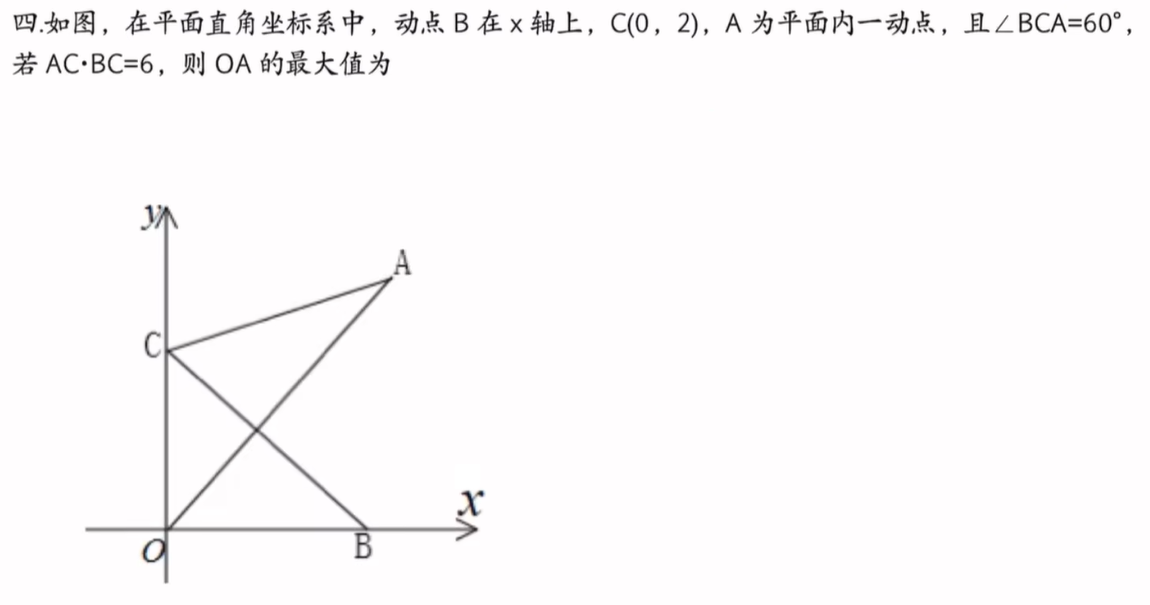 四.如图，在平面直角坐标系中，动点 B 在 x 轴上，C(0，2)，A 为平面内一动点，且∠BCA=60°，
若 AC·BC=6，则 OA 的最大值为
y
A
C
x
O
B